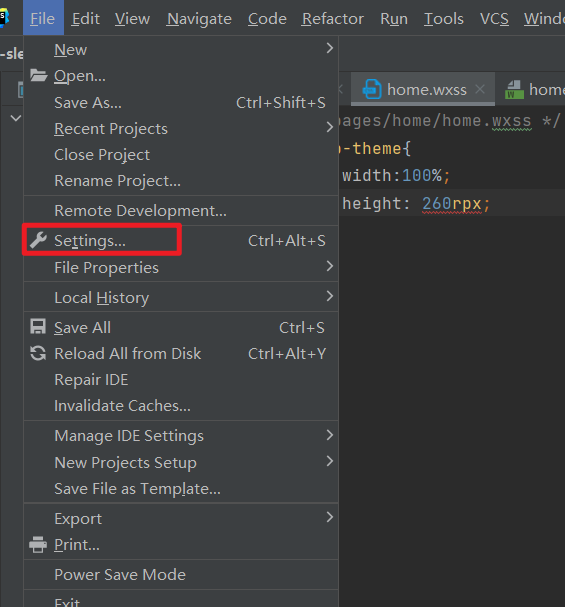 File Edit View Navigate Code Refactor Run Tools VCS Windo
-sle
New
home.wxss
hom
Open...
Save As... Ctrl+Shift+S
pages/home/home.wxss */
Recent Projects
Close Project
o-theme{
Rename Project...
width:100%;
Remote Development...
height: 260rpx;
Settings... Ctrl+Alt+S
File Properties
Local History
Save All Ctrl+S
Reload All from Disk Ctrl+Alt+Y
Repair IDE
Invalidate Caches...
Manage IDE Settings
New Projects Setup
Save File as Template...
Export
Print...
Power Save Mode
Exit